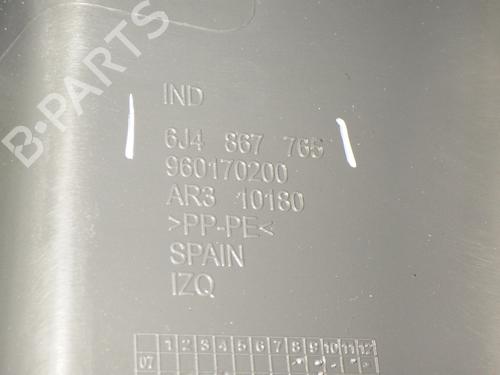 B-PARTS
IND
6J4 867 765
960170200
AR3 10180
>PP-PE<
SPAIN
IZQ
1 2 3 4 5 6 7 8 9 10 11 12
07